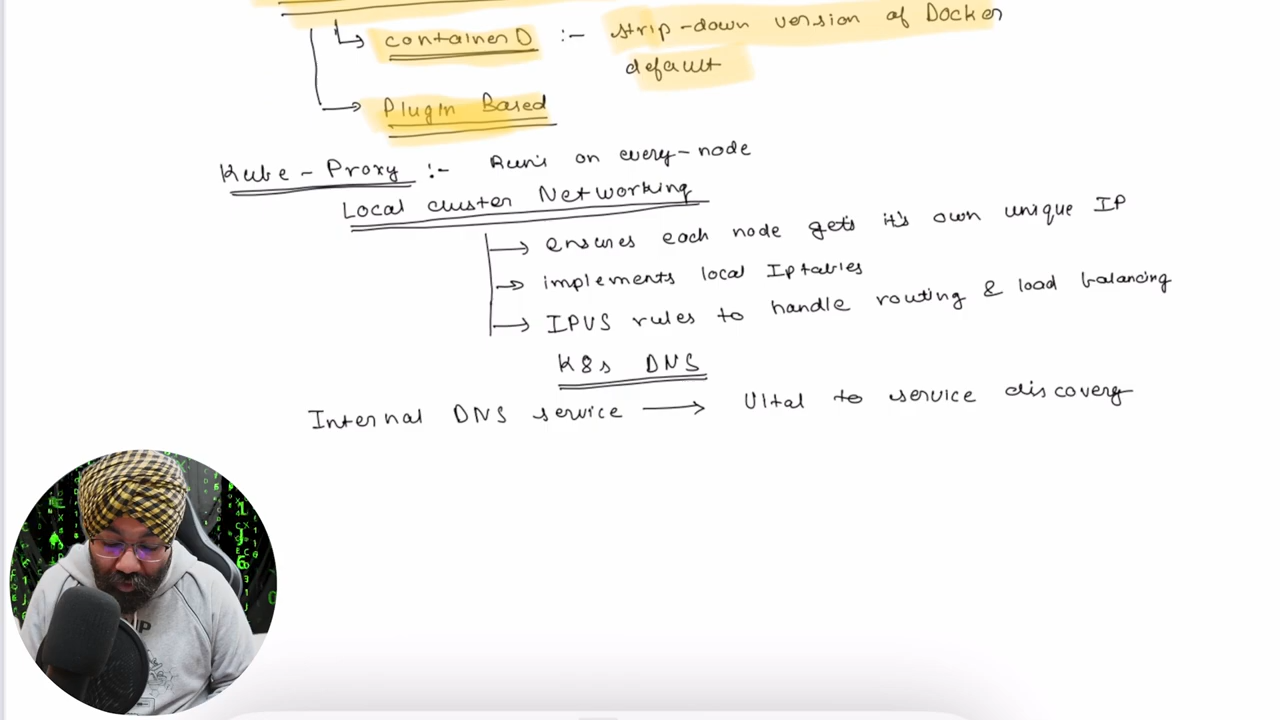 containerD :- strip-down version of Docker
default
PlugIn Based
Kube-Proxy :- Run's on every-node
Local cluster Networking
ensures each node gets it's own unique IP
implements local Iptables
IPVS rules to handle routing & load balancing
K8s DNS
Internal DNS service → Vital to service discovery